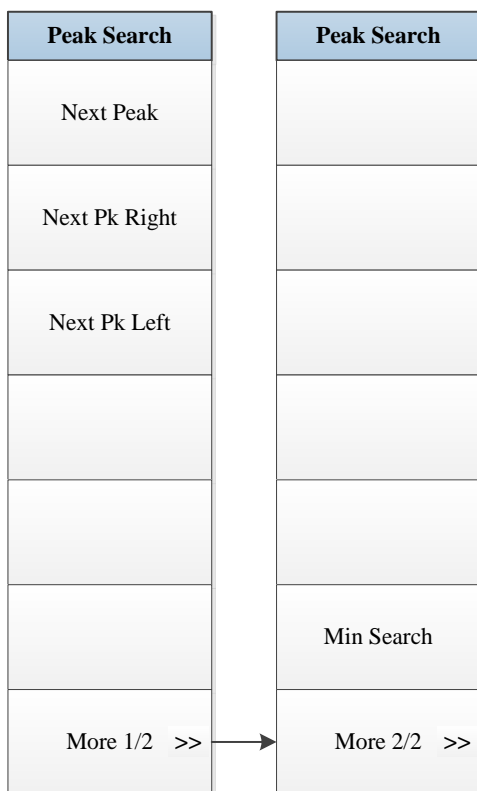 Peak Search
Next Peak
Next Pk Right
Next Pk Left
More 1/2 >>
Peak Search
Min Search
More 2/2 >>